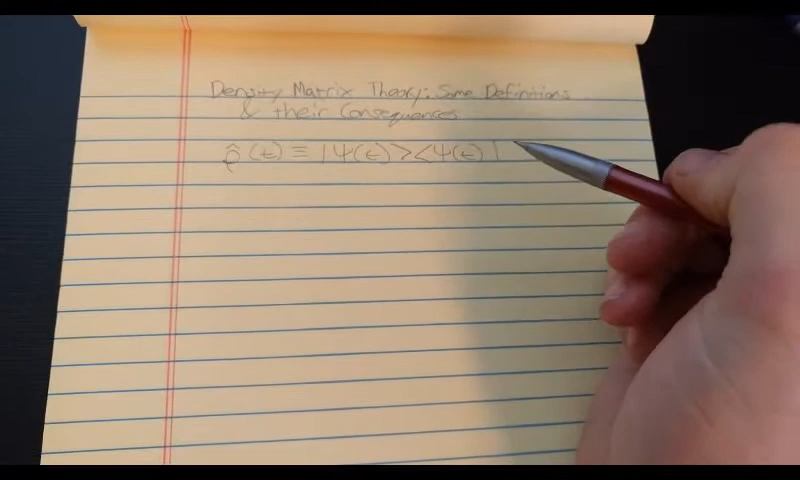 Density Matrix Theory: Some Definitions
& their Consequences
ρ̂(t) ≡ |Ψ(t)><Ψ(t)|